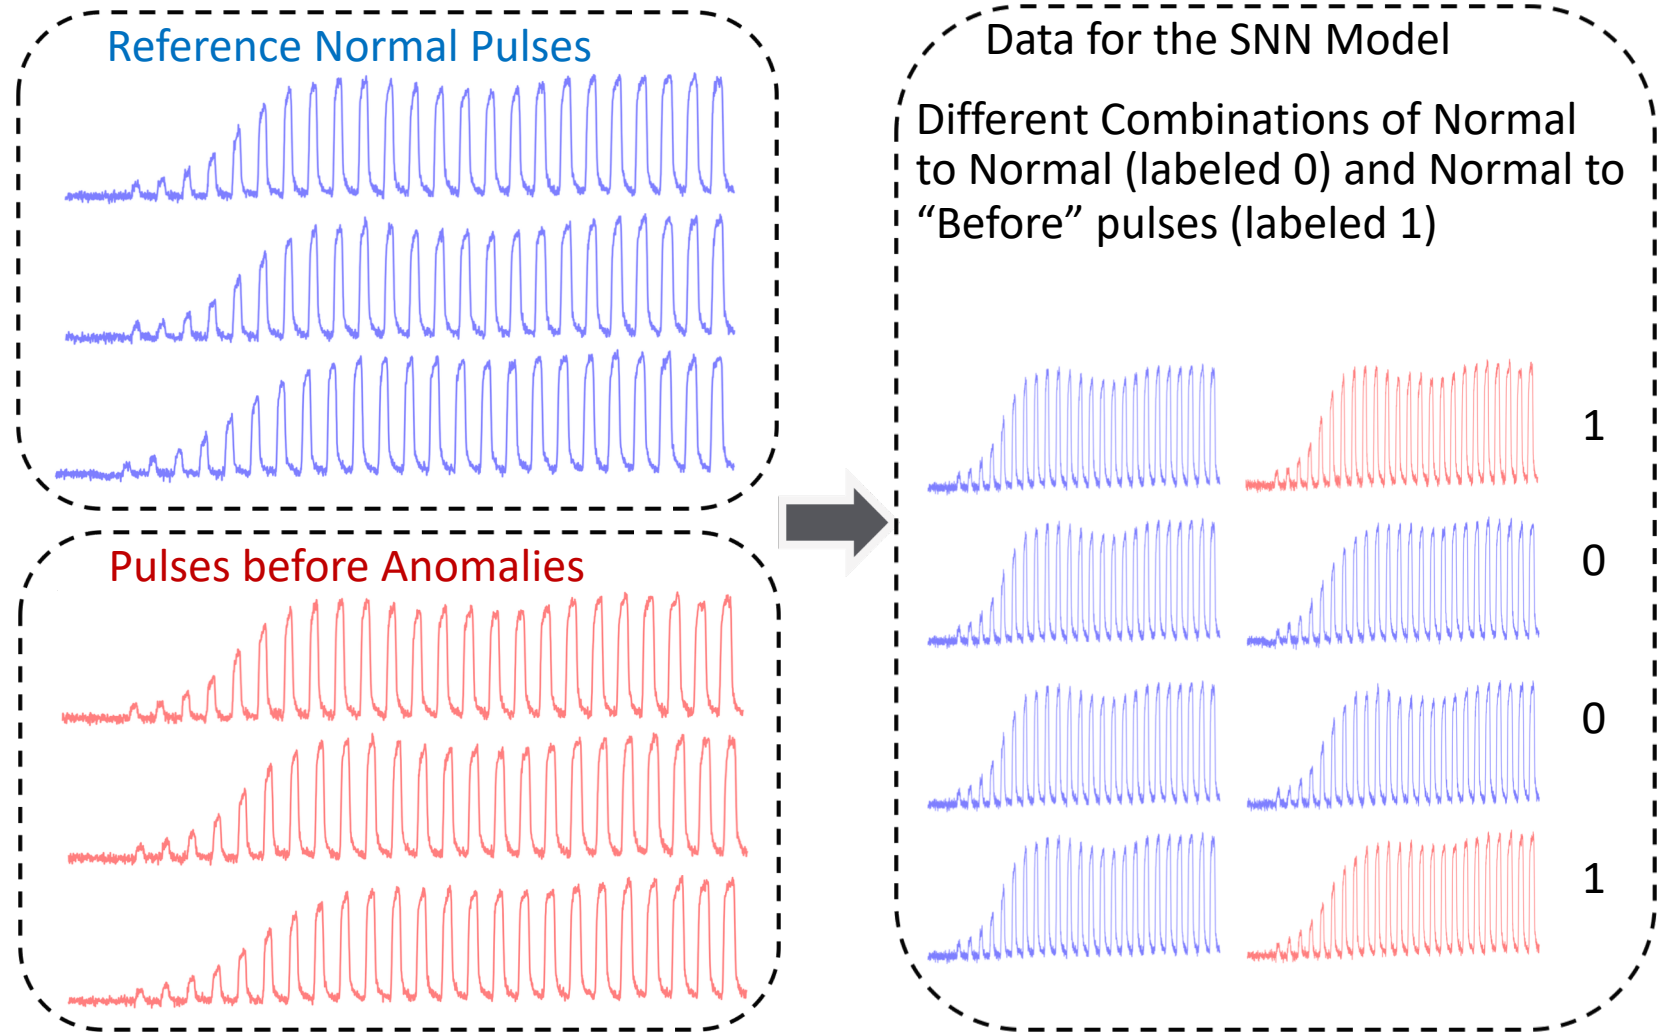 Reference Normal Pulses
Pulses before Anomalies
Data for the SNN Model
Different Combinations of Normal
to Normal (labeled 0) and Normal to
“Before” pulses (labeled 1)
1
0
0
1